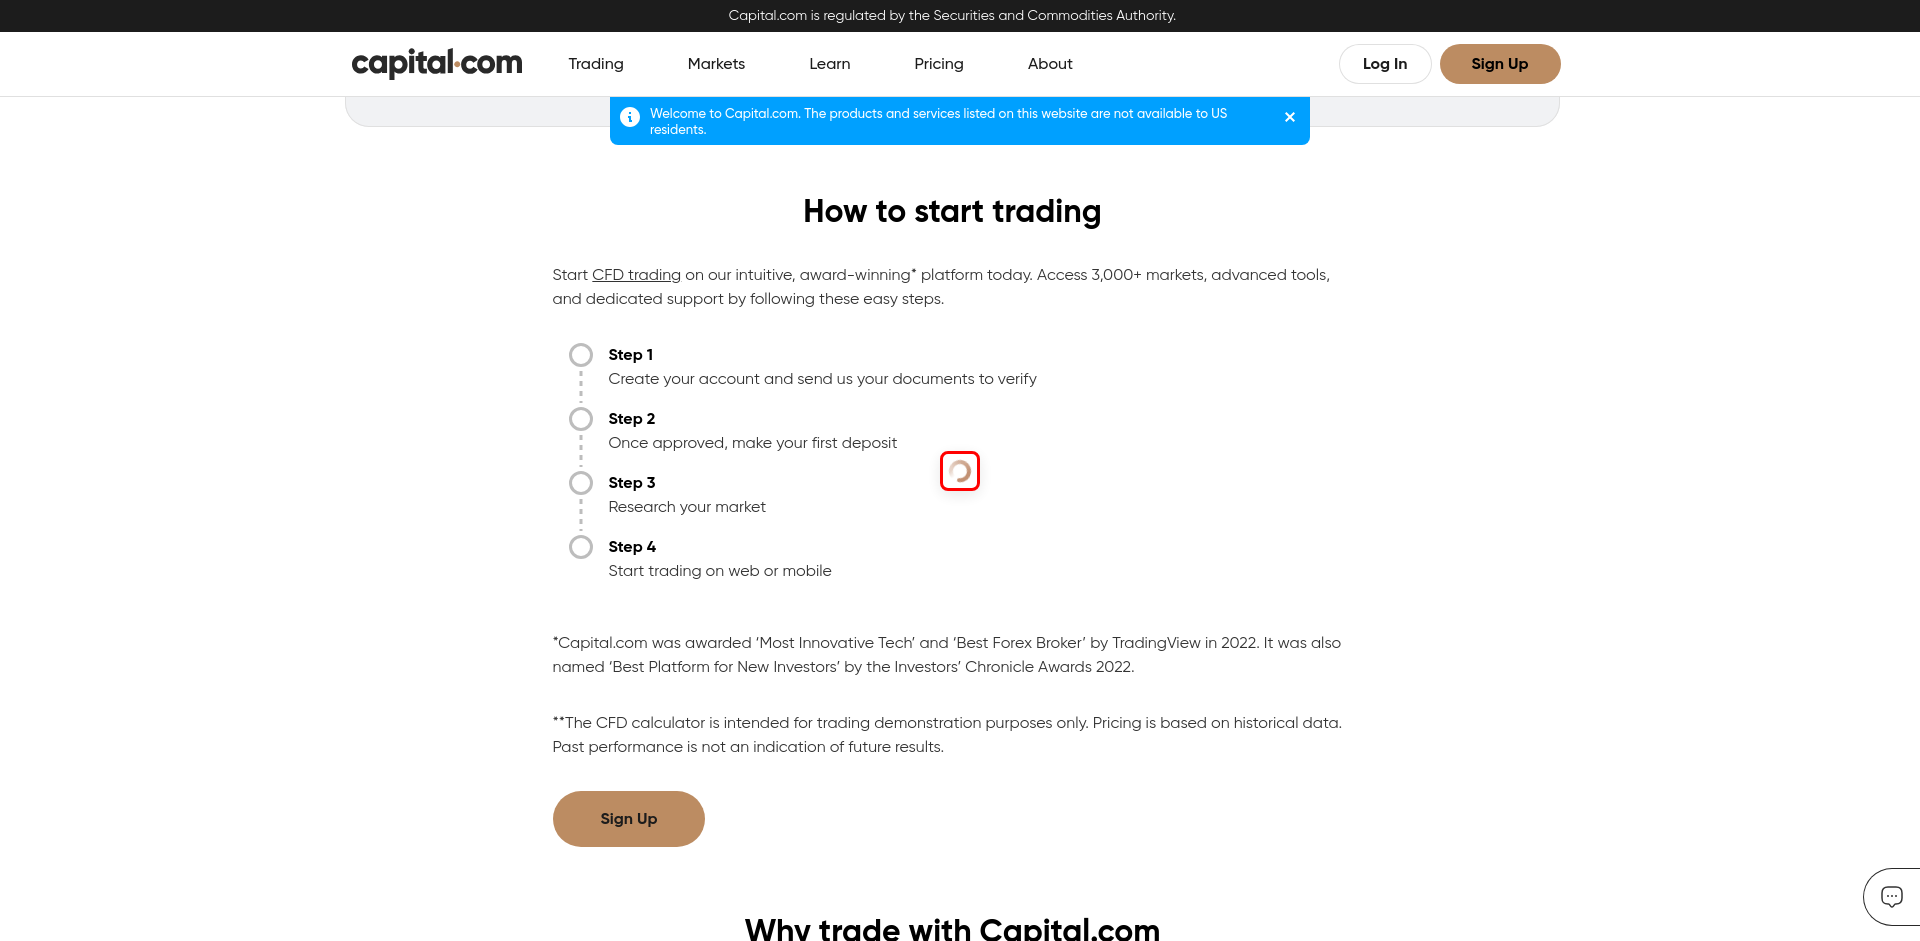 Capital.com is regulated by the Securities and Commodities Authority.
capital.com
Trading
Markets
Learn
Pricing
About
Log In
Sign Up
Welcome to Capital.com. The products and services listed on this website are not available to US
residents.
How to start trading
Start CFD trading on our intuitive, award-winning* platform today. Access 3,000+ markets, advanced tools,
and dedicated support by following these easy steps.
Step 1
Create your account and send us your documents to verify
Step 2
Once approved, make your first deposit
Step 3
Research your market
Step 4
Start trading on web or mobile
*Capital.com was awarded ‘Most Innovative Tech’ and ‘Best Forex Broker’ by TradingView in 2022. It was also
named ‘Best Platform for New Investors’ by the Investors’ Chronicle Awards 2022.
**The CFD calculator is intended for trading demonstration purposes only. Pricing is based on historical data.
Past performance is not an indication of future results.
Sign Up
Why trade with Capital.com